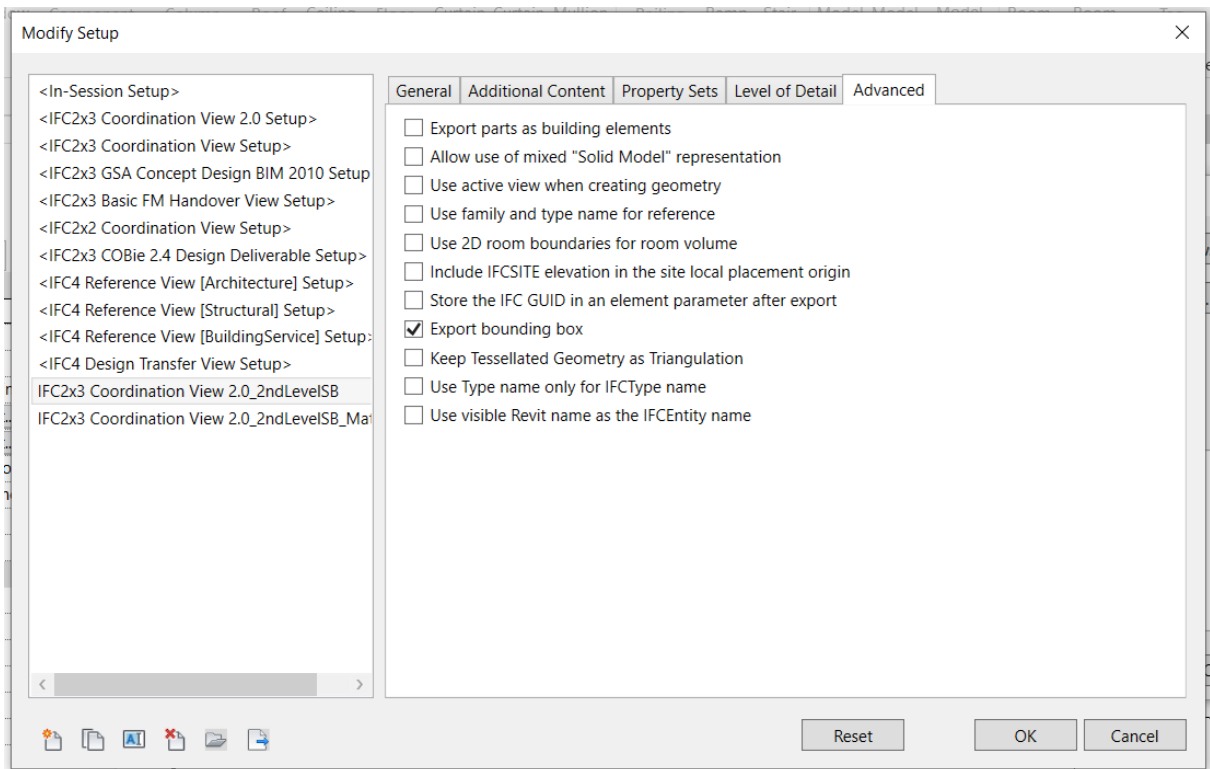 Modify Setup
<In-Session Setup>
<IFC2x3 Coordination View 2.0 Setup>
<IFC2x3 Coordination View Setup>
<IFC2x3 GSA Concept Design BIM 2010 Setup
<IFC2x3 Basic FM Handover View Setup>
<IFC2x2 Coordination View Setup>
<IFC2x3 COBie 2.4 Design Deliverable Setup>
<IFC4 Reference View [Architecture] Setup>
<IFC4 Reference View [Structural] Setup>
<IFC4 Reference View [BuildingService] Setup>
<IFC4 Design Transfer View Setup>
IFC2x3 Coordination View 2.0_2ndLevelSB
IFC2x3 Coordination View 2.0_2ndLevelSB_Mat
General Additional Content Property Sets Level of Detail Advanced
Export parts as building elements
Allow use of mixed "Solid Model" representation
Use active view when creating geometry
Use family and type name for reference
Use 2D room boundaries for room volume
Include IFCSITE elevation in the site local placement origin
Store the IFC GUID in an element parameter after export
Export bounding box
Keep Tessellated Geometry as Triangulation
Use Type name only for IFCType name
Use visible Revit name as the IFCEntity name
Reset OK Cancel